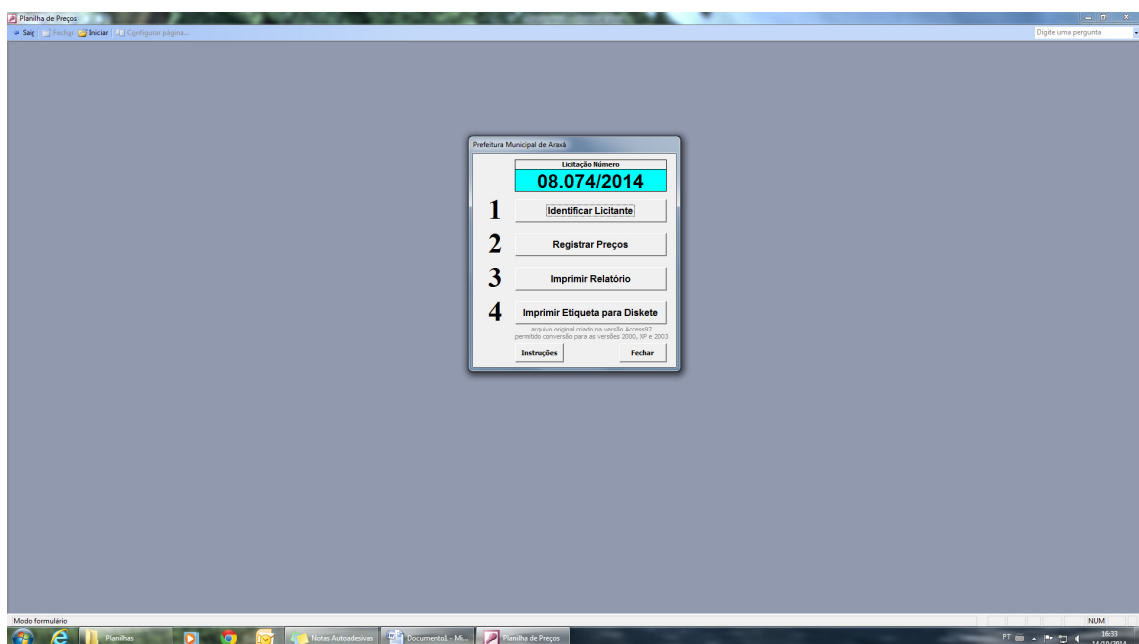 Planilha de Preços
Sair Fechar Iniciar Configurar página...
Digite uma pergunta
Prefeitura Municipal de Araxá
Licitação Número
08.074/2014
1 Identificar Licitante
2 Registrar Preços
3 Imprimir Relatório
4 Imprimir Etiqueta para Diskete
arquivo original criado na versão Access97
permitido conversão para as versões 2000, XP e 2003
Instruções Fechar
Modo formulário
NUM
Planilhas
Notas Autoadesivas
Documento1 - Mi...
Planilha de Preços
PT
16:33
14/10/2014